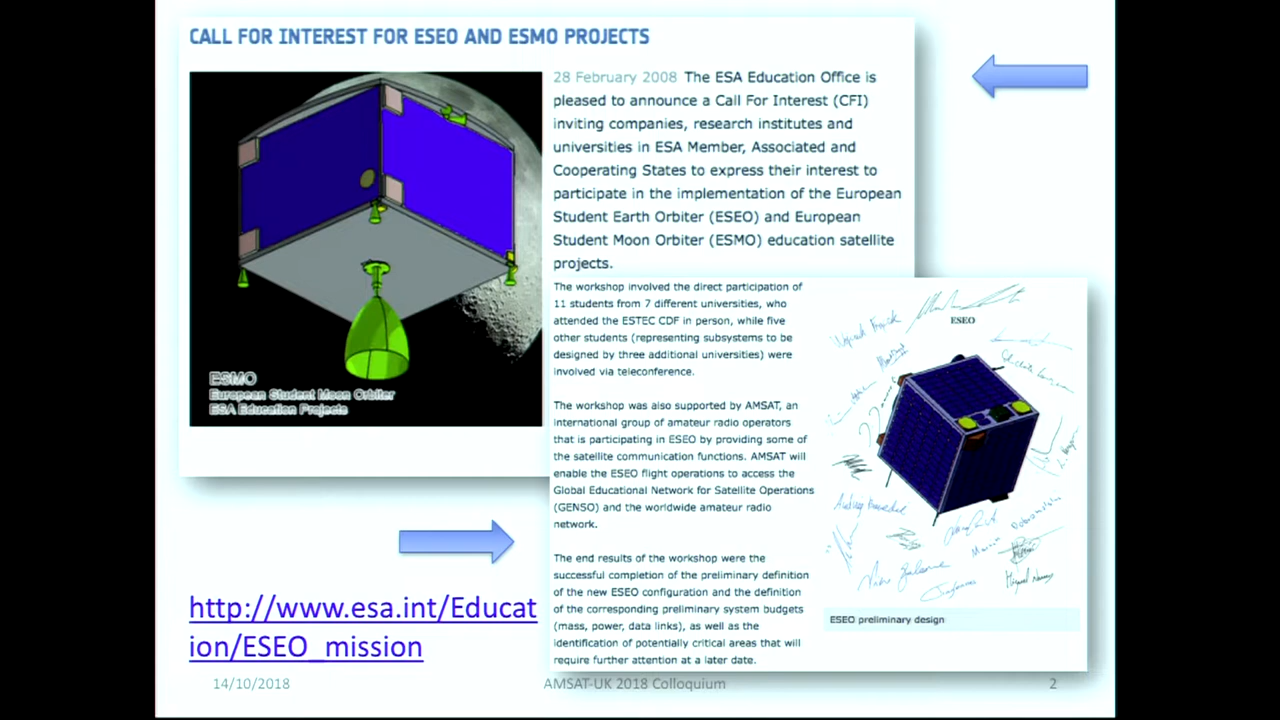 CALL FOR INTEREST FOR ESEO AND ESMO PROJECTS
28 February 2008 The ESA Education Office is
pleased to announce a Call For Interest (CFI)
inviting companies, research institutes and
universities in ESA Member, Associated and
Cooperating States to express their interest to
participate in the implementation of the European
Student Earth Orbiter (ESEO) and European
Student Moon Orbiter (ESMO) education satellite
projects.
ESMO
European Student Moon Orbiter
ESA Education Projects
The workshop involved the direct participation of
11 students from 7 different universities, who
attended the ESTEC CDF in person, while five
other students (representing subsystems to be
designed by three additional universities) were
involved via teleconference.
The workshop was also supported by AMSAT, an
international group of amateur radio operators
that is participating in ESEO by providing some of
the satellite communication functions. AMSAT will
enable the ESEO flight operations to access the
Global Educational Network for Satellite Operations
(GENSO) and the worldwide amateur radio
network.
The end results of the workshop were the
successful completion of the preliminary definition
of the new ESEO configuration and the definition
of the corresponding preliminary system budgets
(mass, power, data links), as well as the
identification of potentially critical areas that will
require further attention at a later date.
ESEO
ESEO preliminary design
http://www.esa.int/Educat
ion/ESEO_mission
14/10/2018
AMSAT-UK 2018 Colloquium
2